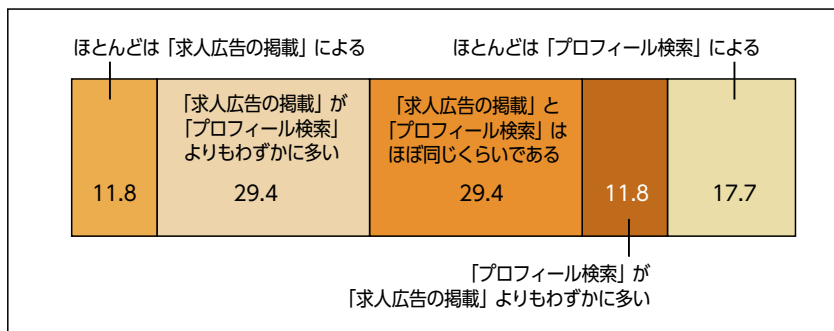 ほとんどは「求人広告の掲載」による
ほとんどは「プロフィール検索」による
「求人広告の掲載」が
「プロフィール検索」
よりもわずかに多い
「求人広告の掲載」と
「プロフィール検索」は
ほぼ同じくらいである
11.8
29.4
29.4
11.8
17.7
「プロフィール検索」が
「求人広告の掲載」よりもわずかに多い